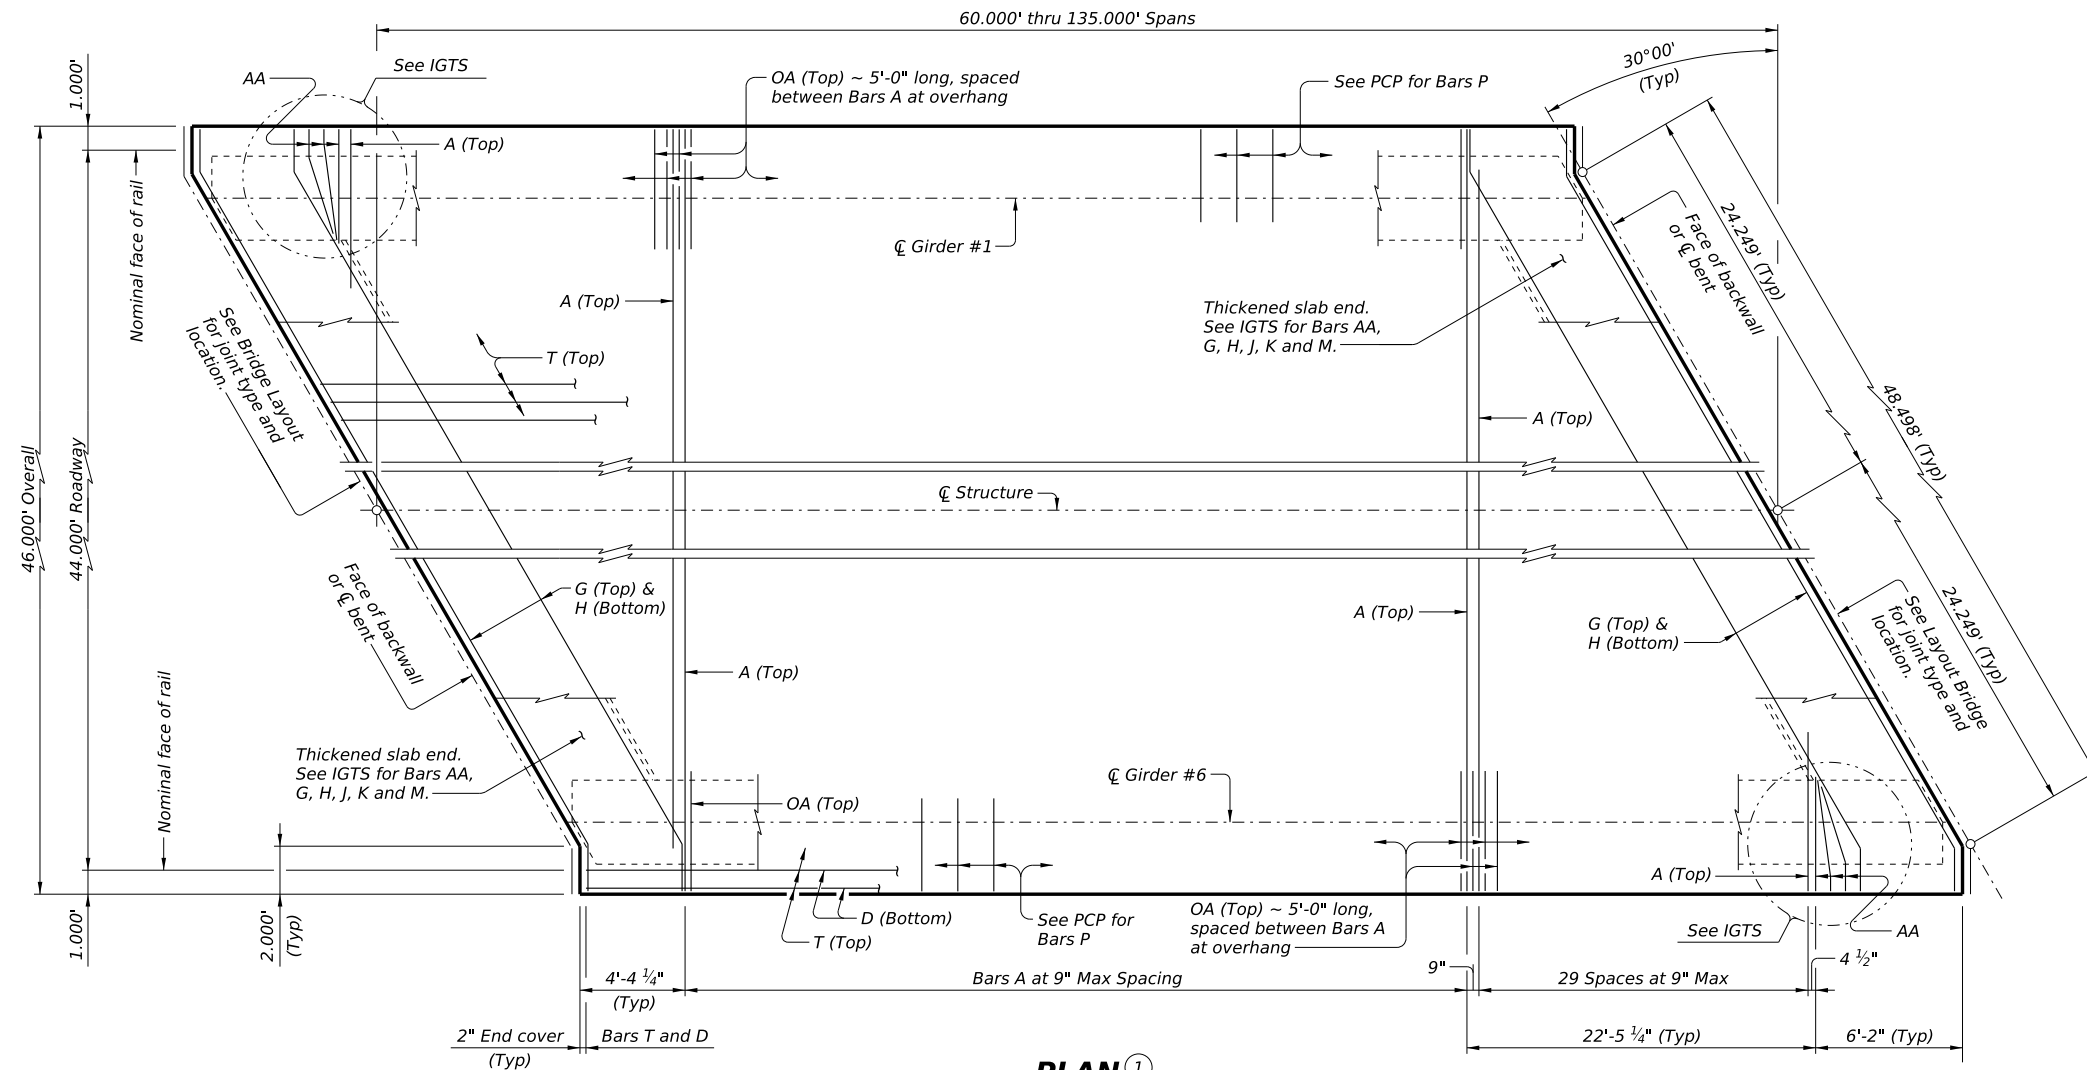 60.000' thru 135.000' Spans
30°00'
(Typ)
AA
See IGTS
A (Top)
OA (Top) ~ 5'-0" long, spaced
between Bars A at overhang
See PCP for Bars P
1.000'
Nominal face of rail
℄ Girder #1
A (Top)
T (Top)
Thickened slab end.
See IGTS for Bars AA,
G, H, J, K and M.
A (Top)
Face of backwall
or ℄ bent
24.249' (Typ)
48.498' (Typ)
See Bridge Layout
for joint type and
location.
46.000' Overall
44.000' Roadway
℄ Structure
Face of backwall
or ℄ bent
G (Top) &
H (Bottom)
A (Top)
A (Top)
G (Top) &
H (Bottom)
See Layout Bridge
for joint type and
location.
24.249' (Typ)
Nominal face of rail
Thickened slab end.
See IGTS for Bars AA,
G, H, J, K and M.
℄ Girder #6
OA (Top)
A (Top)
1.000'
2.000'
(Typ)
D (Bottom)
T (Top)
See PCP for
Bars P
OA (Top) ~ 5'-0" long,
spaced between Bars A
at overhang
See IGTS
AA
4'-4 ¼"
(Typ)
Bars A at 9" Max Spacing
9"
29 Spaces at 9" Max
4 ½"
2" End cover
(Typ)
Bars T and D
22'-5 ¼" (Typ)
6'-2" (Typ)
PLAN 1